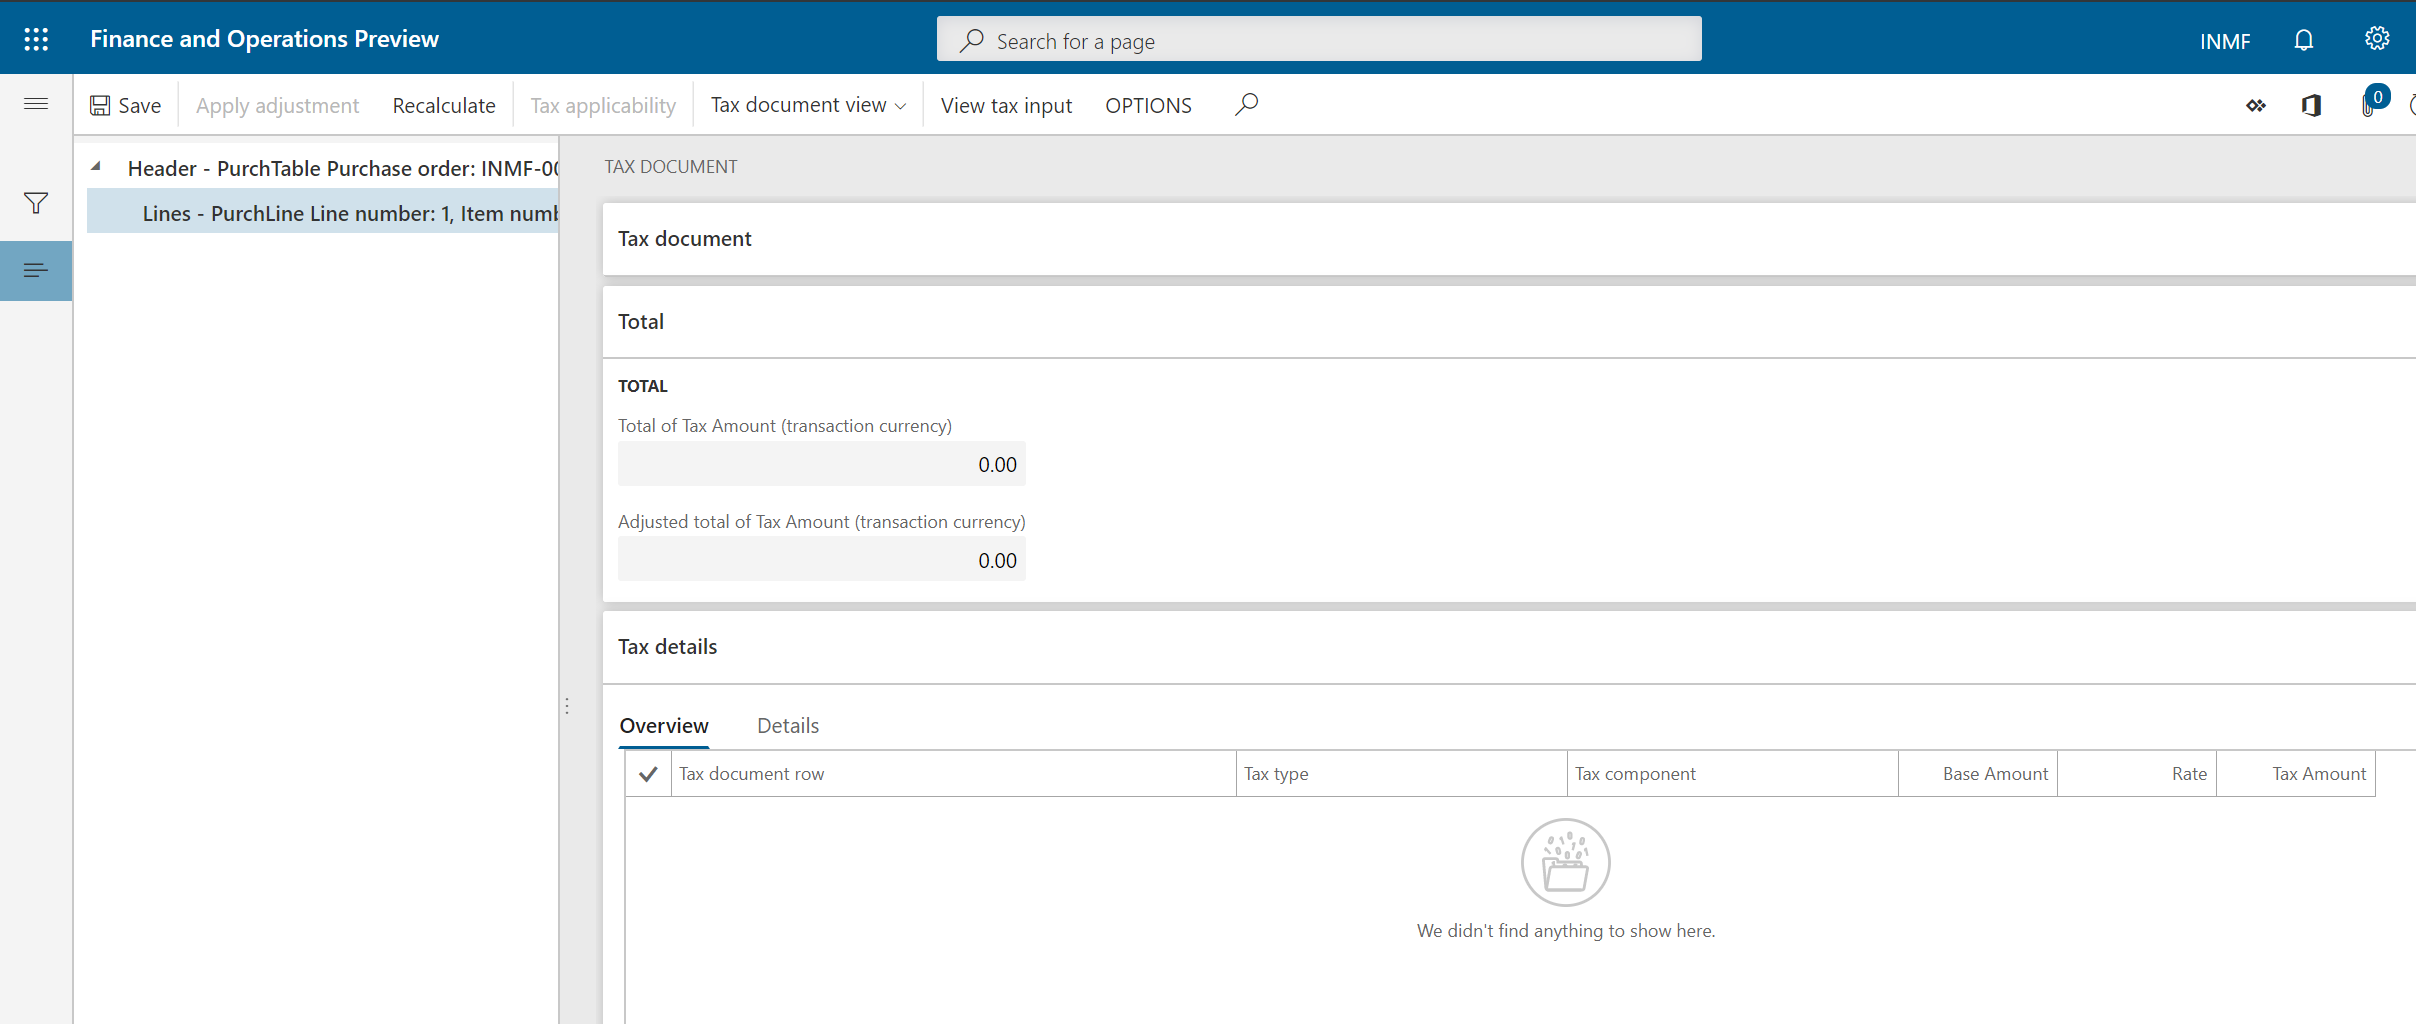 Finance and Operations Preview
Search for a page
INMF
Save
Apply adjustment
Recalculate
Tax applicability
Tax document view
View tax input
OPTIONS
0
Header - PurchTable Purchase order: INMF-00
Lines - PurchLine Line number: 1, Item numb
TAX DOCUMENT
Tax document
Total
TOTAL
Total of Tax Amount (transaction currency)
0.00
Adjusted total of Tax Amount (transaction currency)
0.00
Tax details
Overview Details
Tax document row Tax type Tax component Base Amount Rate Tax Amount
We didn't find anything to show here.